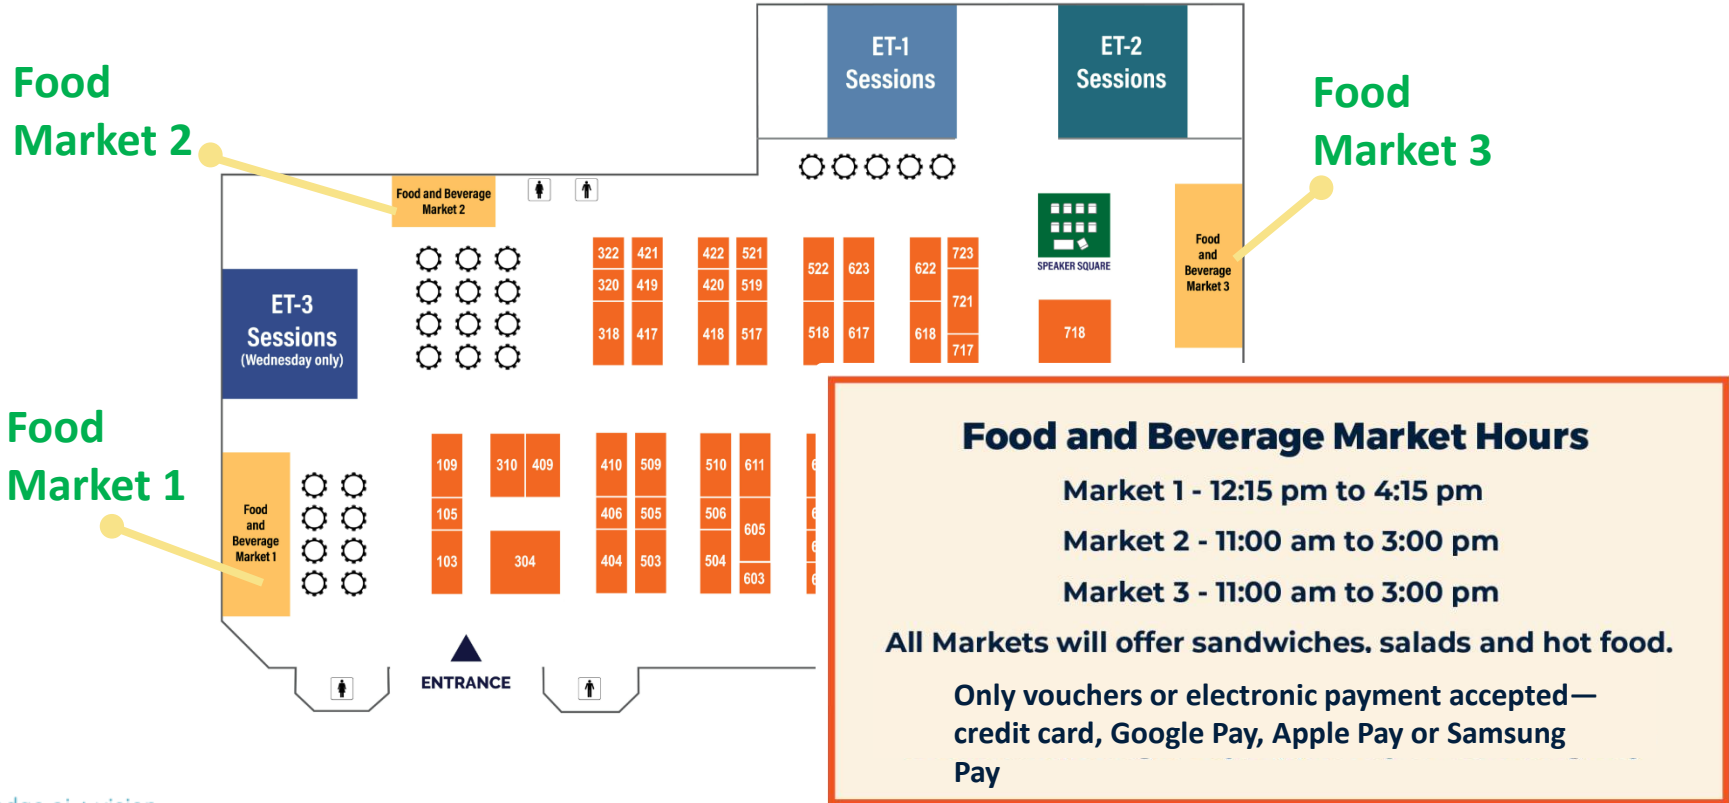 ET-1
Sessions
ET-2
Sessions
Food
Market 2
Food
Market 3
Food and Beverage
Market 2
SPEAKER SQUARE
Food
and
Beverage
Market 3
322 421 422 521 522 623 622 723
320 419 420 519 721
318 417 418 517 518 617 618 717 718
ET-3
Sessions
(Wednesday only)
Food
Market 1
Food
and
Beverage
Market 1
109 310 409 410 509 510 611
105 406 505 506 605
103 304 404 503 504 603
ENTRANCE
Food and Beverage Market Hours
Market 1 - 12:15 pm to 4:15 pm
Market 2 - 11:00 am to 3:00 pm
Market 3 - 11:00 am to 3:00 pm
All Markets will offer sandwiches, salads and hot food.
Only vouchers or electronic payment accepted—
credit card, Google Pay, Apple Pay or Samsung
Pay